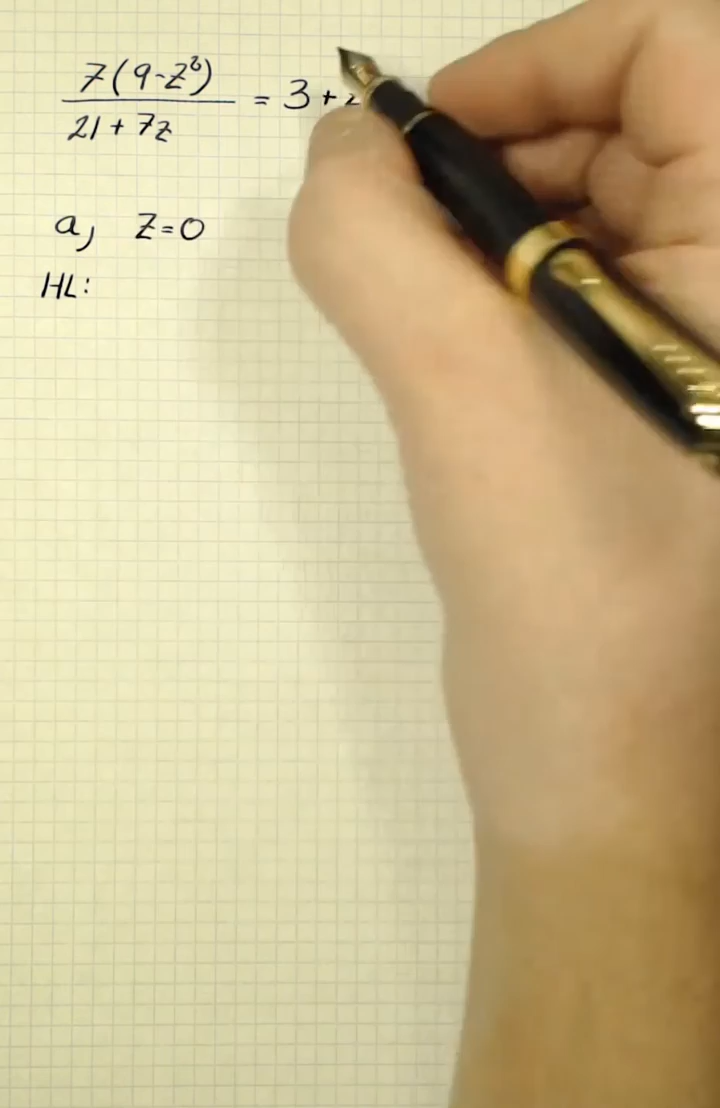 7(9-z²)
21+7z
= 3+z
a) z=0
HL: